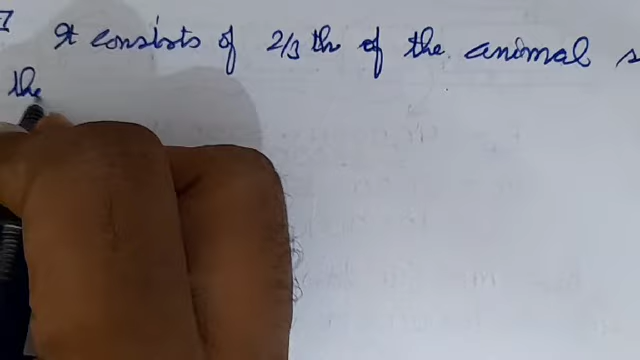 It consists of 2/3 th of the animal s
the